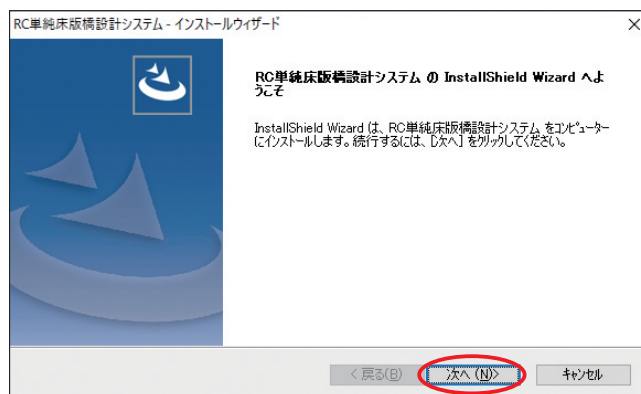 RC単純床版橋設計システム - インストールウィザード
RC単純床版橋設計システム の InstallShield Wizard へよ
うこそ
InstallShield Wizard は、RC単純床版橋設計システム をコンピューター
にインストールします。続行するには、[次へ] をクリックしてください。
< 戻る(B)
次へ (N)>
キャンセル